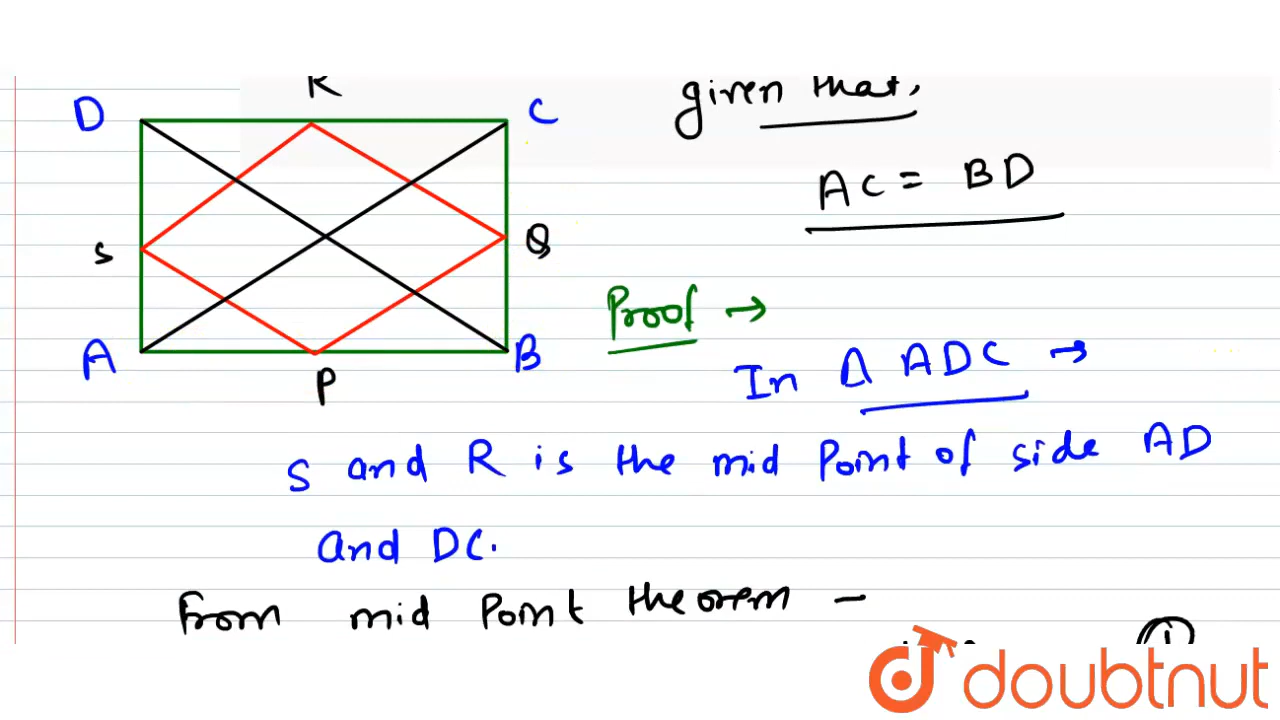 R
D
C
given that,
AC = BD
S
Q
Proof →
A
B
P
In Δ ADC →
S and R is the mid Point of side AD
and DC.
From mid Point theorem –
(i)
doubtnut